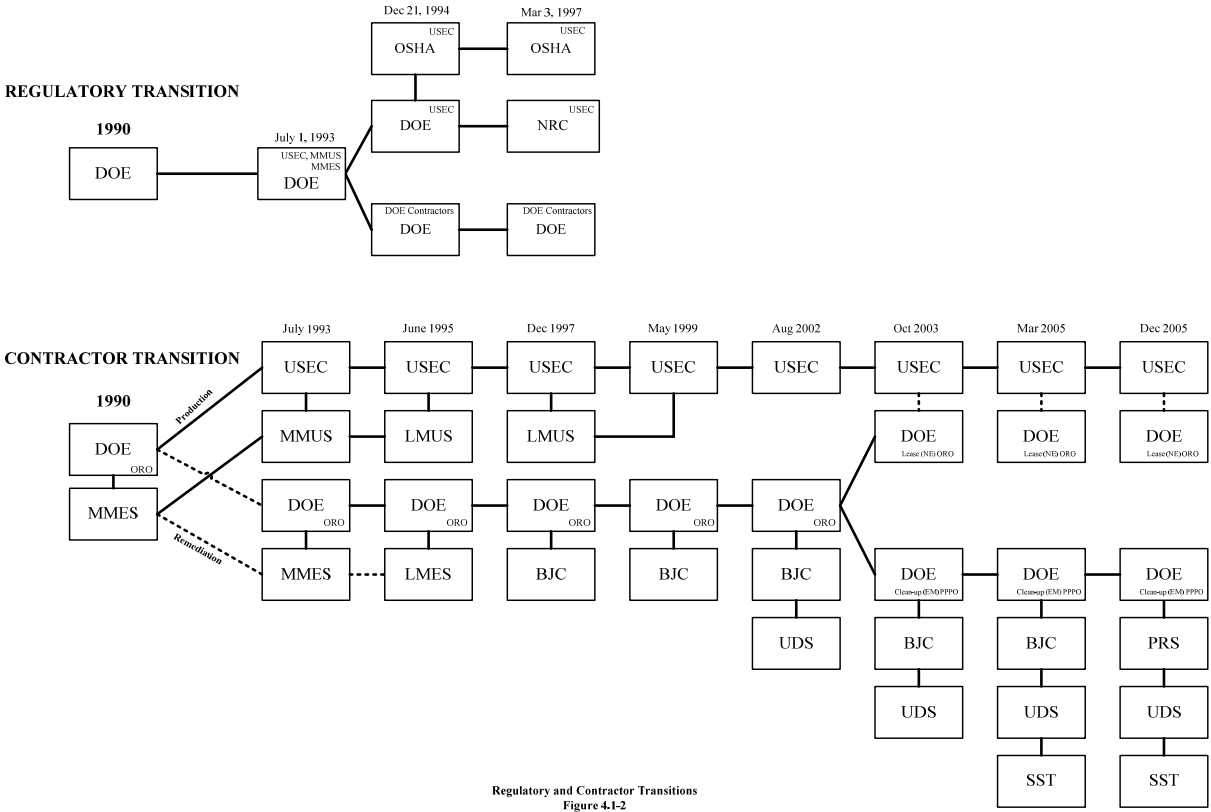 Dec 21, 1994
Mar 3, 1997
USEC
OSHA
USEC
OSHA
REGULATORY TRANSITION
1990
DOE
July 1, 1993
USEC, MMUS
MMES
DOE
USEC
DOE
USEC
NRC
DOE Contractors
DOE
DOE Contractors
DOE
CONTRACTOR TRANSITION
1990
DOE
ORO
MMES
Production
Remediation
July 1993
June 1995
Dec 1997
May 1999
Aug 2002
Oct 2003
Mar 2005
Dec 2005
USEC
USEC
USEC
USEC
USEC
USEC
USEC
USEC
MMUS
LMUS
LMUS
DOE
Lease (NE) ORO
DOE
Lease (NE) ORO
DOE
Lease (NE) ORO
DOE
ORO
DOE
ORO
DOE
ORO
DOE
ORO
DOE
ORO
MMES
LMES
BJC
BJC
BJC
DOE
Clean-up (EM) PPPO
DOE
Clean-up (EM) PPPO
DOE
Clean-up (EM) PPPO
UDS
BJC
BJC
PRS
UDS
UDS
UDS
SST
SST
Regulatory and Contractor Transitions
Figure 4.1-2